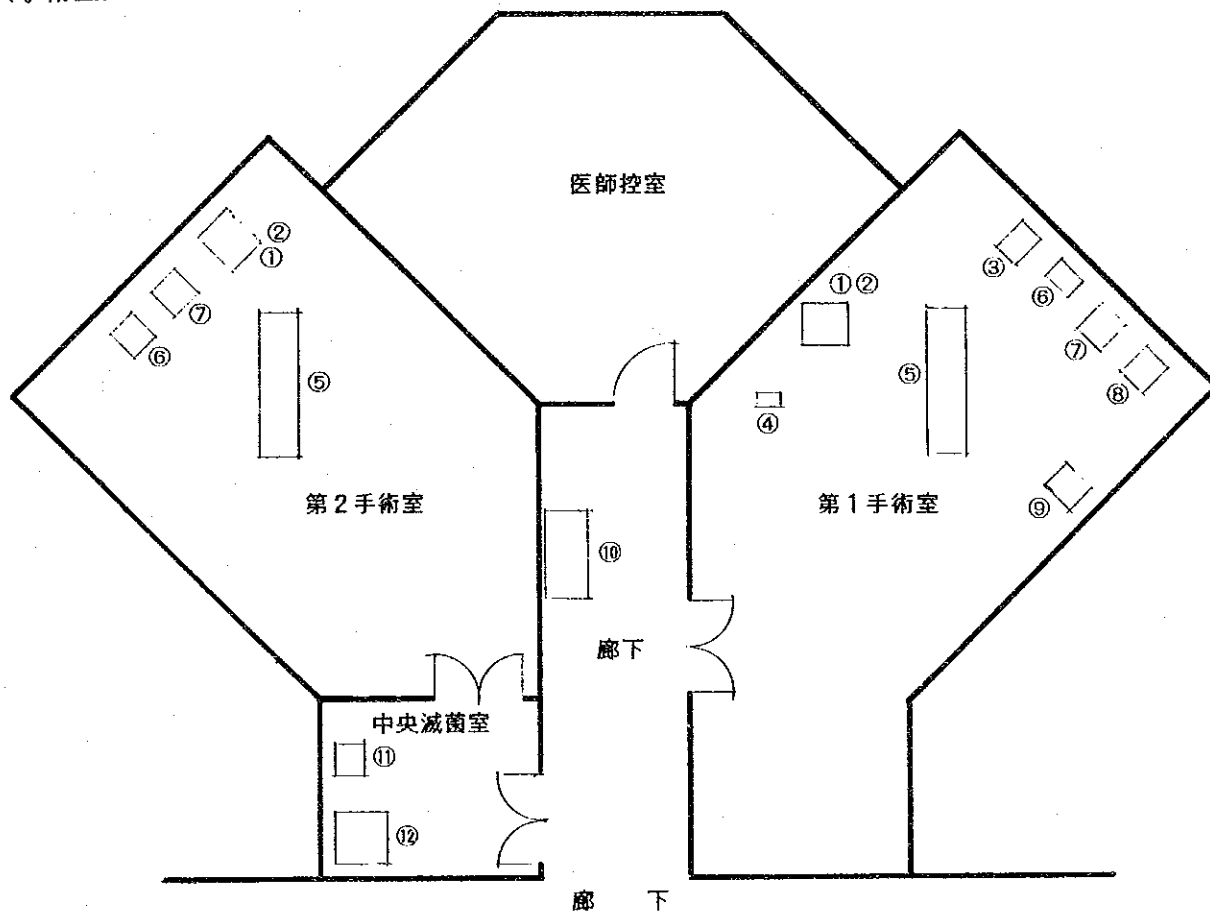 医師控室
②
①
⑦
⑥
⑤
第2手術室
①②
③
⑥
⑦
⑧
⑤
④
⑨
第1手術室
⑩
廊下
中央滅菌室
⑪
⑫
廊 下